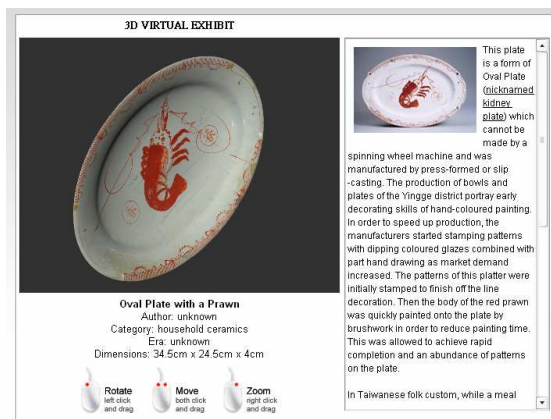 3D VIRTUAL EXHIBIT
Oval Plate with a Prawn
Author: unknown
Category: household ceramics
Era: unknown
Dimensions: 34.5cm x 24.5cm x 4cm
Rotate
left click
and drag
Move
both click
and drag
Zoom
right click
and drag
This plate
is a form of
Oval Plate
(nicknamed
kidney
plate) which
cannot be
made by a
spinning wheel machine and was
manufactured by press-formed or slip
-casting. The production of bowls and
plates of the Yingge district portray early
decorating skills of hand-coloured painting.
In order to speed up production, the
manufacturers started stamping patterns
with dipping coloured glazes combined with
part hand drawing as market demand
increased. The patterns of this platter were
initially stamped to finish off the line
decoration. Then the body of the red prawn
was quickly painted onto the plate by
brushwork in order to reduce painting time.
This was allowed to achieve rapid
completion and an abundance of patterns
on the plate.
In Taiwanese folk custom, while a meal